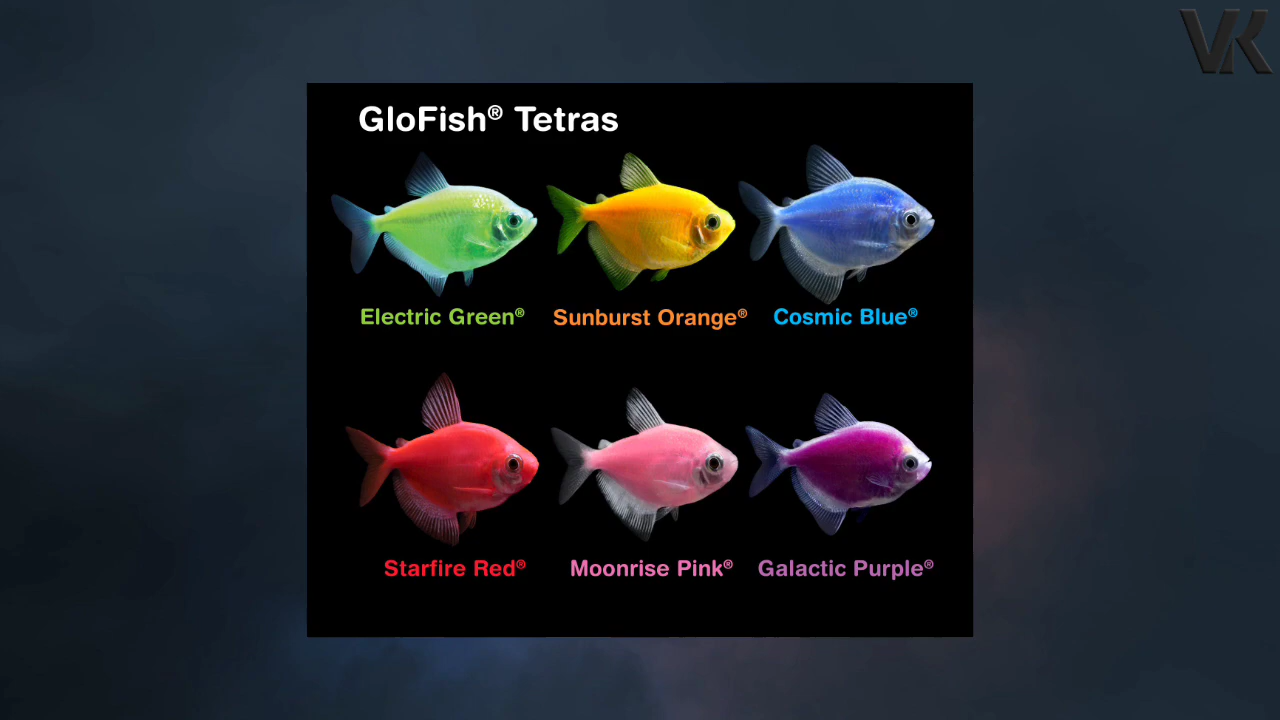 VK
GloFish® Tetras
Electric Green®
Sunburst Orange®
Cosmic Blue®
Starfire Red®
Moonrise Pink®
Galactic Purple®